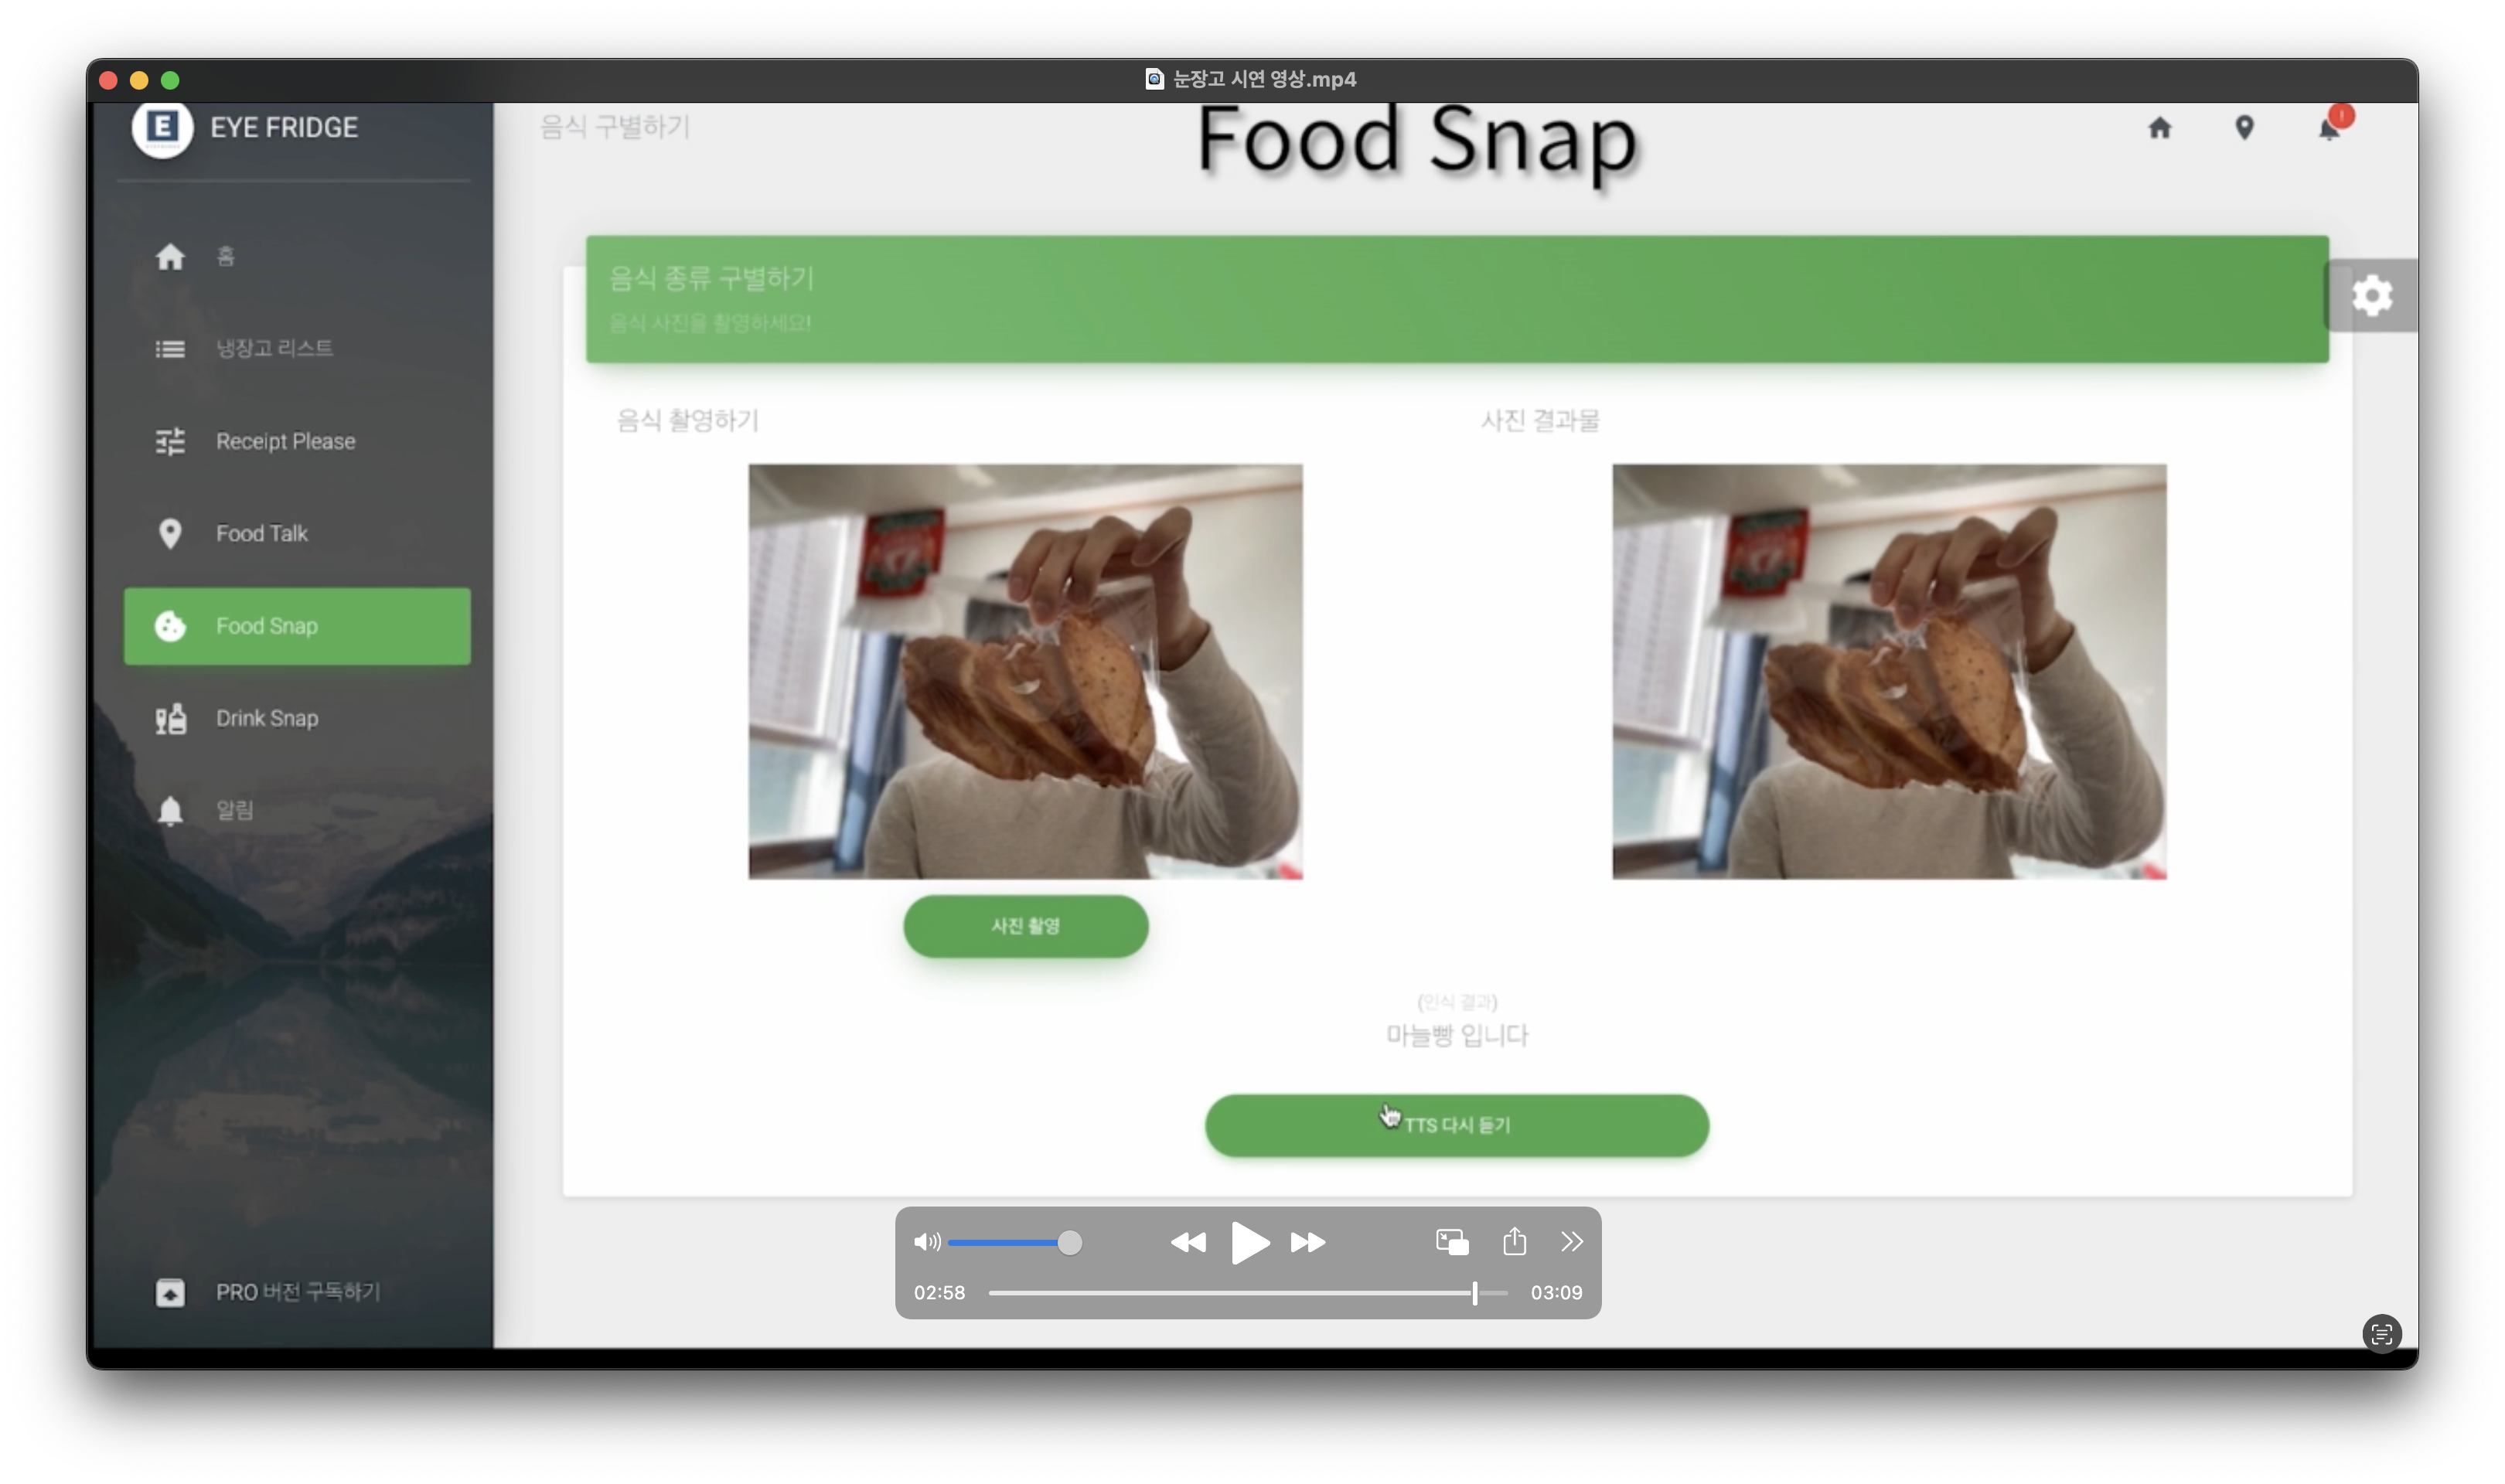 눈장고 시연 영상.mp4
E EYE FRIDGE
음식 구별하기
Food Snap
!
홈
냉장고 리스트
Receipt Please
Food Talk
Food Snap
Drink Snap
알림
PRO 버전 구독하기
음식 종류 구별하기
음식 사진을 촬영하세요!
음식 촬영하기
사진 결과물
사진 촬영
(인식 결과)
마늘빵 입니다
TTS 다시 듣기
02:58
03:09